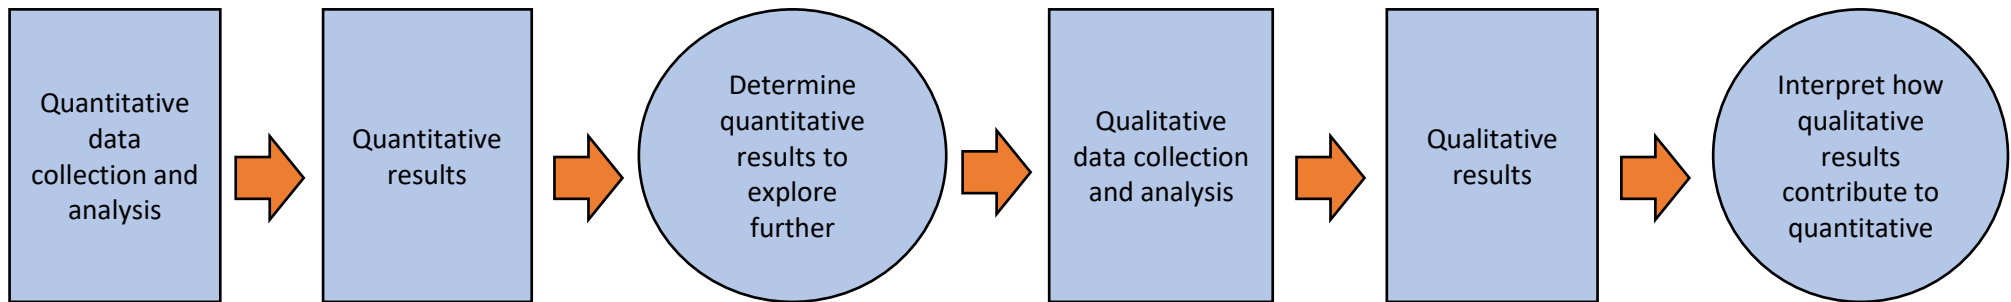 Quantitative
data
collection and
analysis
Quantitative
results
Determine
quantitative
results to
explore
further
Qualitative
data collection
and analysis
Qualitative
results
Interpret how
qualitative
results
contribute to
quantitative